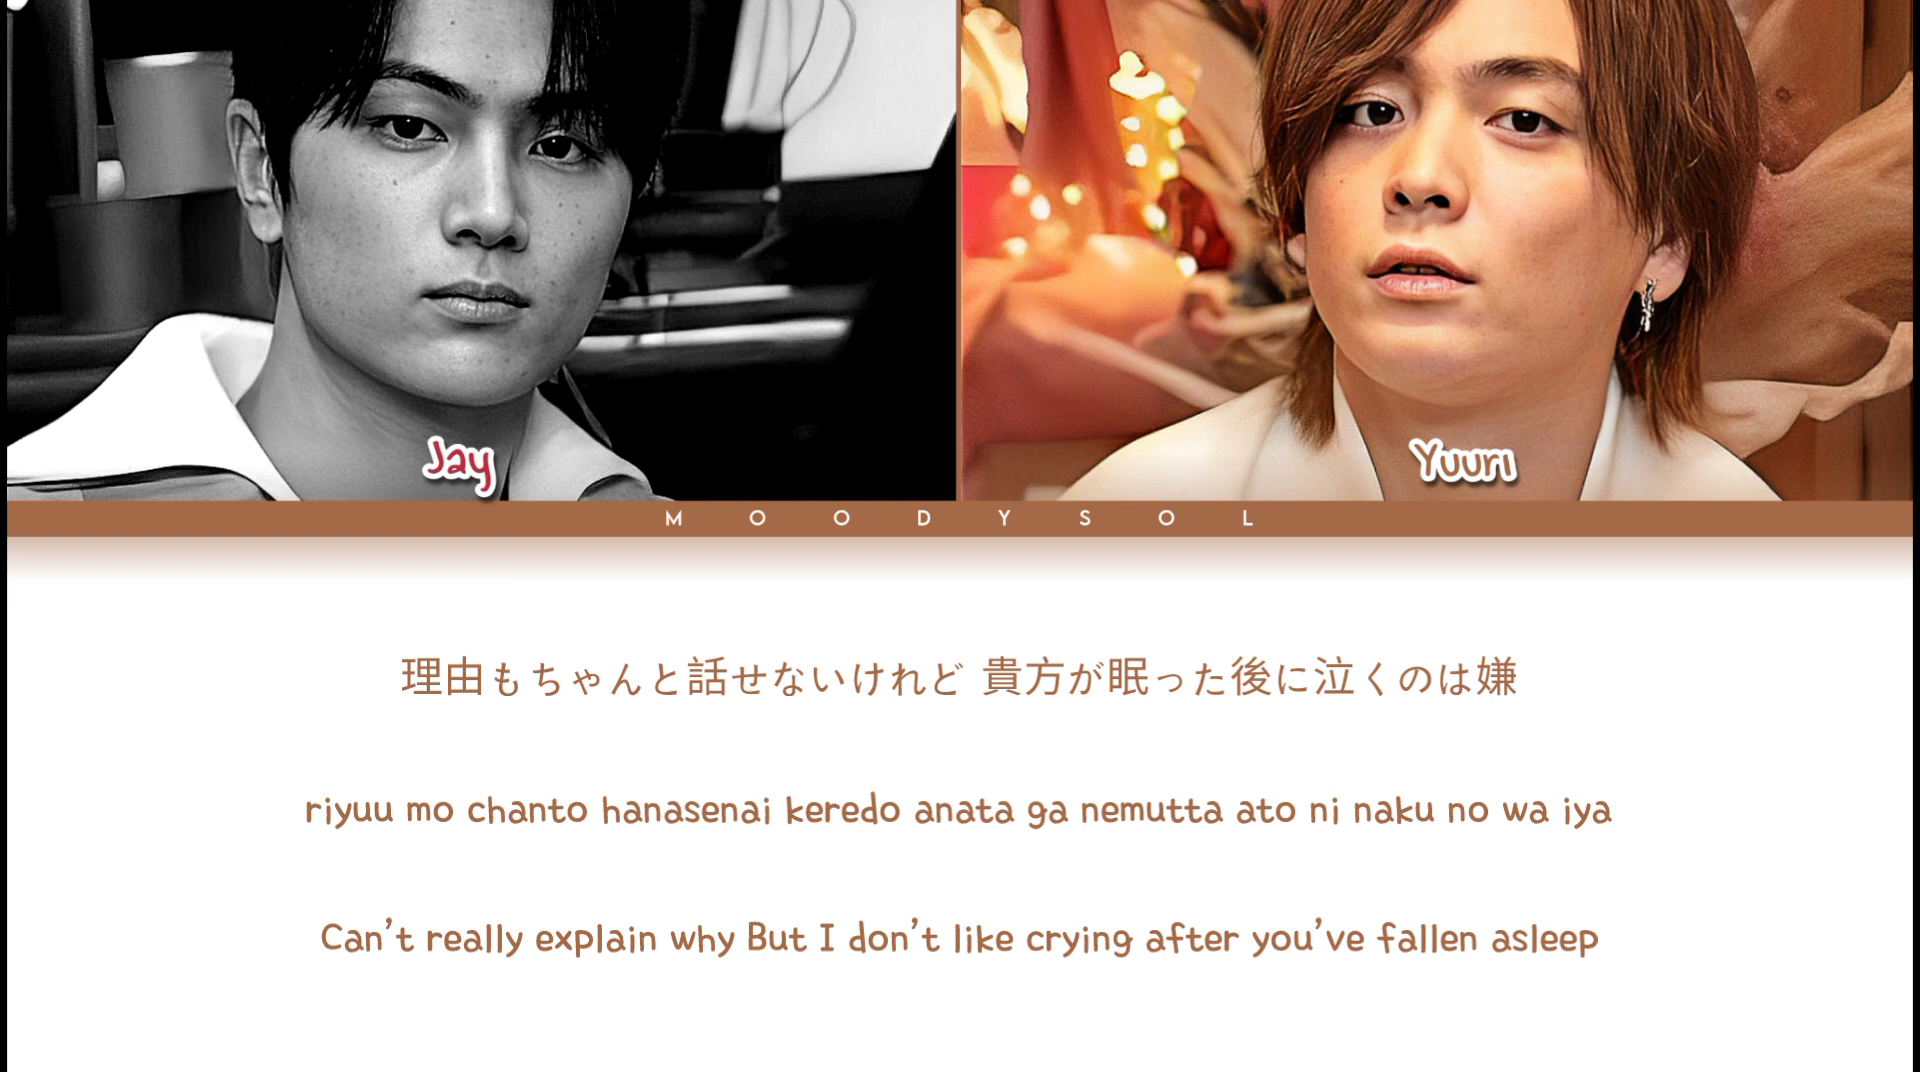 Jay
Yuuri
MOODYSOL
理由もちゃんと話せないけれど 貴方が眠った後に泣くのは嫌
riyuu mo chanto hanasenai keredo anata ga nemutta ato ni naku no wa iya
Can't really explain why But I don't like crying after you've fallen asleep